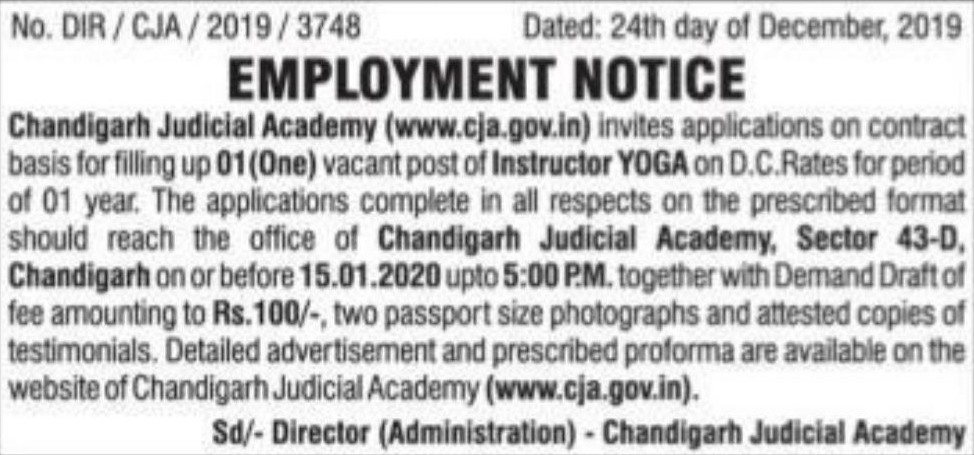 No. DIR / CJA / 2019 / 3748 Dated: 24th day of December, 2019
EMPLOYMENT NOTICE
Chandigarh Judicial Academy (www.cja.gov.in) invites applications on contract
basis for filling up 01(One) vacant post of Instructor YOGA on D.C.Rates for period
of 01 year. The applications complete in all respects on the prescribed format
should reach the office of Chandigarh Judicial Academy, Sector 43-D,
Chandigarh on or before 15.01.2020 upto 5:00 P.M. together with Demand Draft of
fee amounting to Rs.100/-, two passport size photographs and attested copies of
testimonials. Detailed advertisement and prescribed proforma are available on the
website of Chandigarh Judicial Academy (www.cja.gov.in).
Sd/- Director (Administration) - Chandigarh Judicial Academy